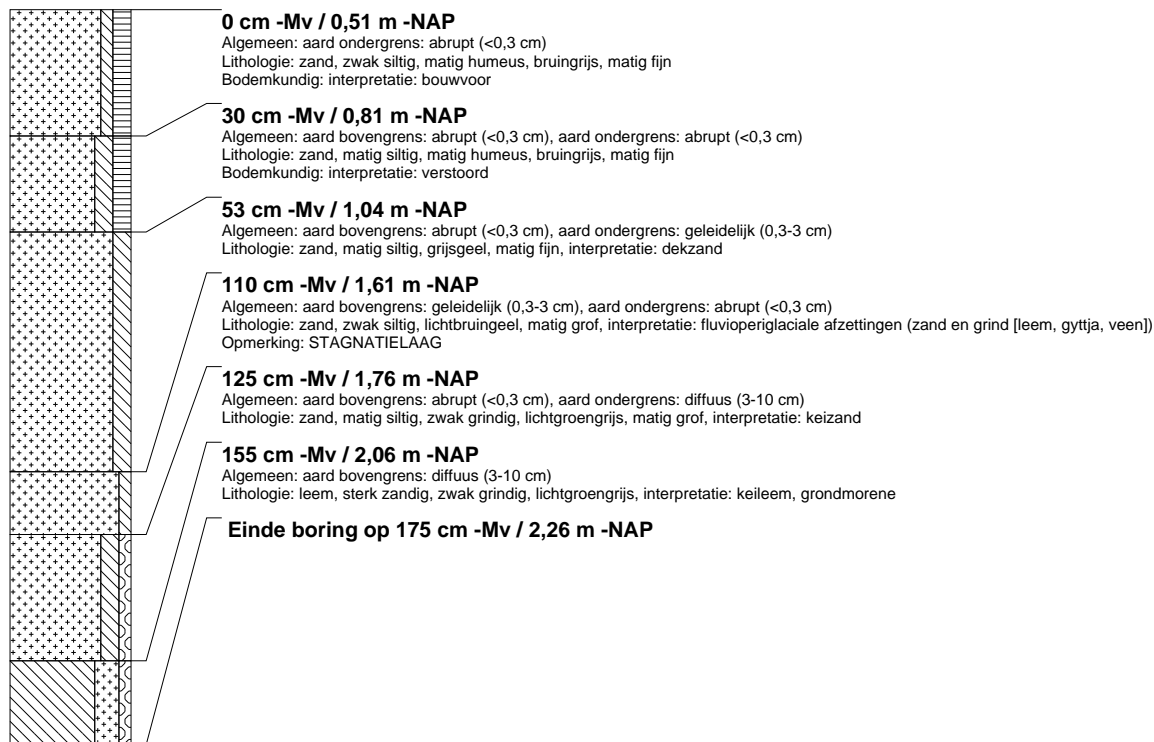 0 cm -Mv / 0,51 m -NAP
Algemeen: aard ondergrens: abrupt (<0,3 cm)
Lithologie: zand, zwak siltig, matig humeus, bruingrijs, matig fijn
Bodemkundig: interpretatie: bouwvoor
30 cm -Mv / 0,81 m -NAP
Algemeen: aard bovengrens: abrupt (<0,3 cm), aard ondergrens: abrupt (<0,3 cm)
Lithologie: zand, matig siltig, matig humeus, bruingrijs, matig fijn
Bodemkundig: interpretatie: verstoord
53 cm -Mv / 1,04 m -NAP
Algemeen: aard bovengrens: abrupt (<0,3 cm), aard ondergrens: geleidelijk (0,3-3 cm)
Lithologie: zand, matig siltig, grijsgeel, matig fijn, interpretatie: dekzand
110 cm -Mv / 1,61 m -NAP
Algemeen: aard bovengrens: geleidelijk (0,3-3 cm), aard ondergrens: abrupt (<0,3 cm)
Lithologie: zand, zwak siltig, lichtbruingeel, matig grof, interpretatie: fluvioperiglaciale afzettingen (zand en grind [leem, gyttja, veen])
Opmerking: STAGNATIELAAG
125 cm -Mv / 1,76 m -NAP
Algemeen: aard bovengrens: abrupt (<0,3 cm), aard ondergrens: diffuus (3-10 cm)
Lithologie: zand, matig siltig, zwak grindig, lichtgroengrijs, matig grof, interpretatie: keizand
155 cm -Mv / 2,06 m -NAP
Algemeen: aard bovengrens: diffuus (3-10 cm)
Lithologie: leem, sterk zandig, zwak grindig, lichtgroengrijs, interpretatie: keileem, grondmorene
Einde boring op 175 cm -Mv / 2,26 m -NAP